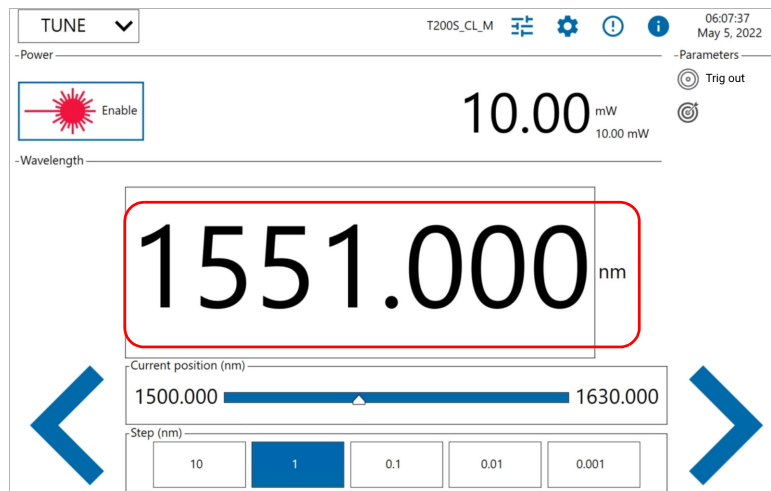 TUNE
T200S_CL_M
i
06:07:37
May 5, 2022
Power
Parameters
Enable
10.00 mW
10.00 mW
Trig out
Wavelength
1551.000 nm
Current position (nm)
1500.000 1630.000
Step (nm)
10 1 0.1 0.01 0.001